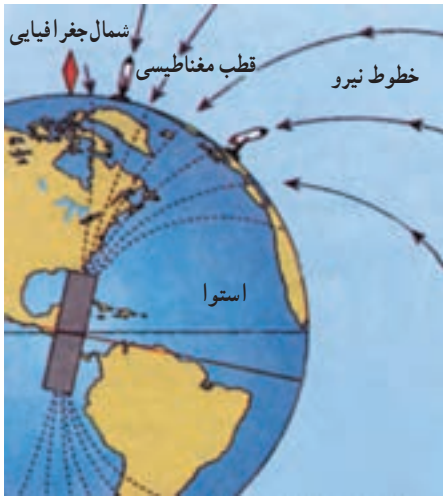 شمال جغرافیایی
قطب مغناطیسی
خطوط نیرو
استوا